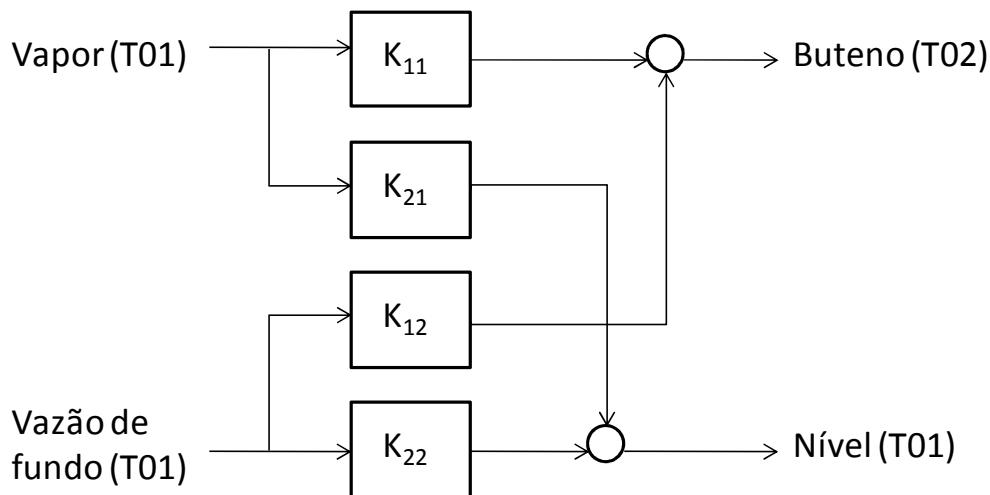 Vapor (T01)
K11
Buteno (T02)
K21
K12
Vazão de
fundo (T01)
K22
Nível (T01)